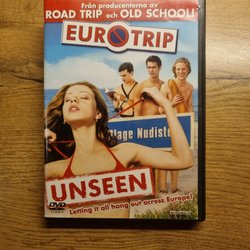 Från producenterna av
ROAD TRIP och OLD SCHOOL!
EUROTRIP
Plage Nudiste
UNSEEN
Letting it all hang out across Europe!
DVD